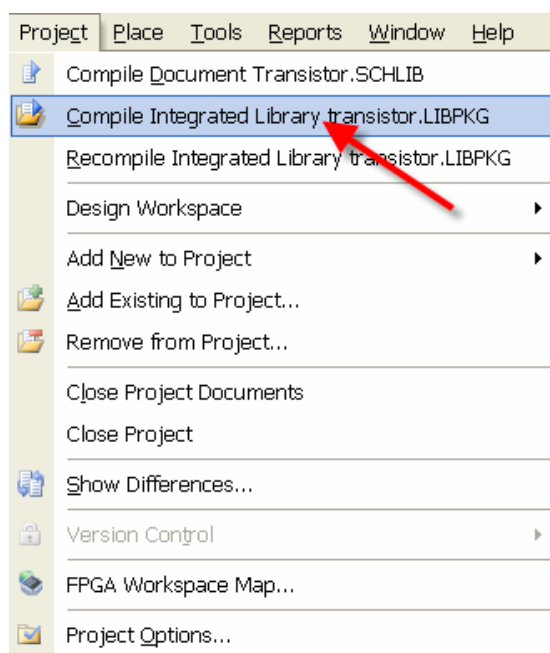 Project Place Tools Reports Window Help
Compile Document Transistor.SCHLIB
Compile Integrated Library transistor.LIBPKG
Recompile Integrated Library transistor.LIBPKG
Design Workspace
Add New to Project
Add Existing to Project...
Remove from Project...
Close Project Documents
Close Project
Show Differences...
Version Control
FPGA Workspace Map...
Project Options...